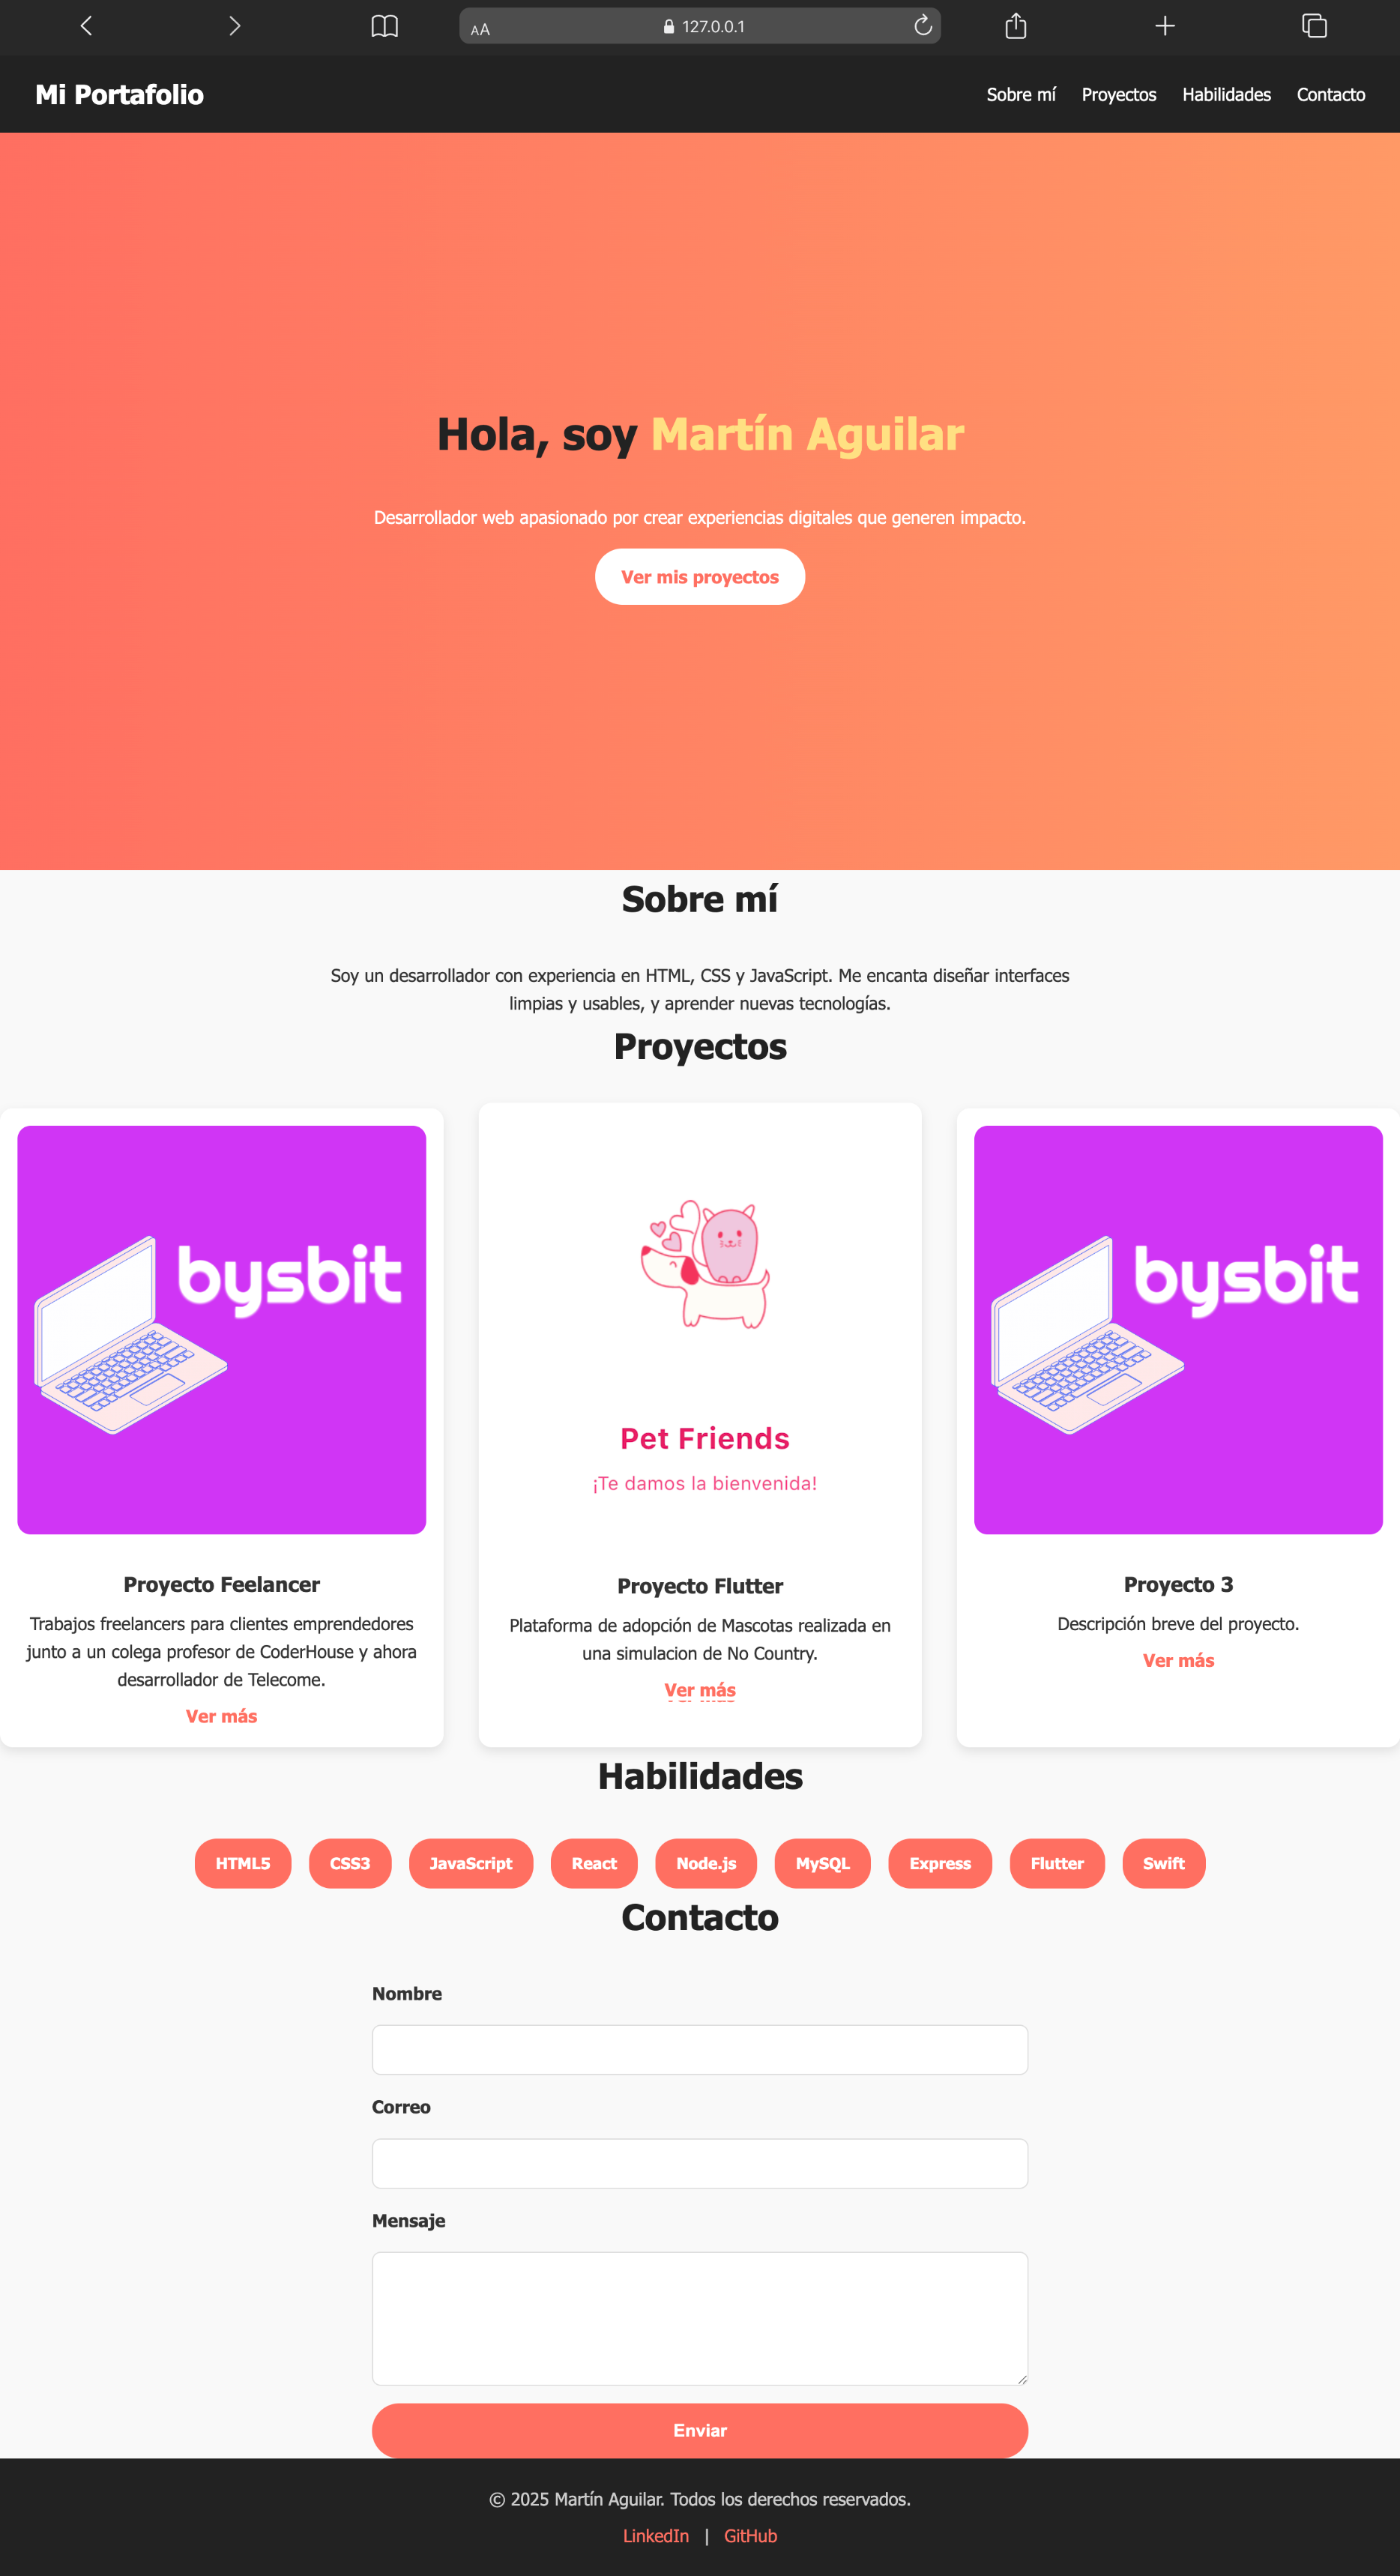 AA 127.0.0.1
Mi Portafolio
Sobre mí Proyectos Habilidades Contacto
Hola, soy Martín Aguilar
Desarrollador web apasionado por crear experiencias digitales que generen impacto.
Ver mis proyectos
Sobre mí
Soy un desarrollador con experiencia en HTML, CSS y JavaScript. Me encanta diseñar interfaces
limpias y usables, y aprender nuevas tecnologías.
Proyectos
bysbit
Proyecto Feelancer
Trabajos freelancers para clientes emprendedores
junto a un colega profesor de CoderHouse y ahora
desarrollador de Telecome.
Ver más
Pet Friends
¡Te damos la bienvenida!
Proyecto Flutter
Plataforma de adopción de Mascotas realizada en
una simulacion de No Country.
Ver más
bysbit
Proyecto 3
Descripción breve del proyecto.
Ver más
Habilidades
HTML5 CSS3 JavaScript React Node.js MySQL Express Flutter Swift
Contacto
Nombre
Correo
Mensaje
Enviar
© 2025 Martín Aguilar. Todos los derechos reservados.
LinkedIn | GitHub